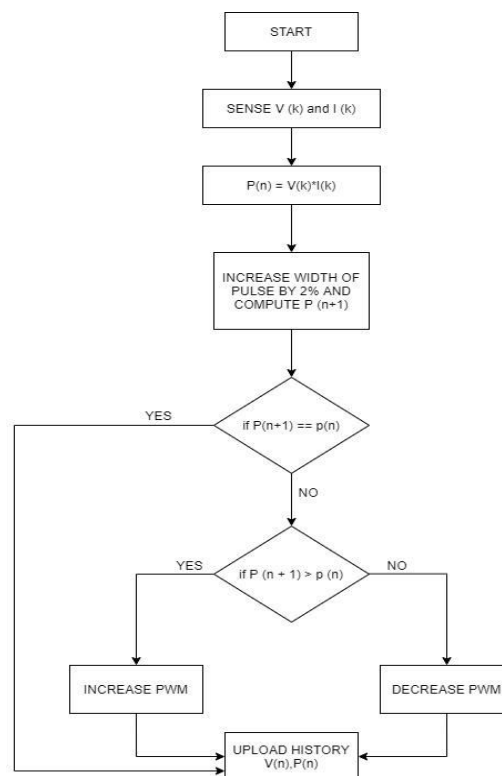 START
SENSE V (k) and I (k)
P(n) = V(k)*I(k)
INCREASE WIDTH OF
PULSE BY 2% AND
COMPUTE P (n+1)
YES
if P(n+1) == p(n)
NO
YES
if P (n + 1) > p (n)
NO
INCREASE PWM
DECREASE PWM
UPLOAD HISTORY
V(n),P(n)